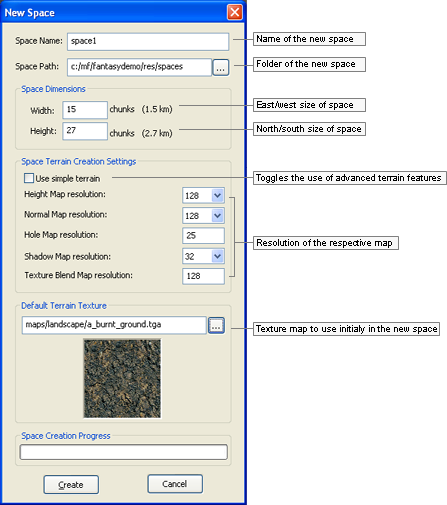 New Space
Space Name: space1 Name of the new space
Space Path: c:/mf/fantasydemo/res/spaces ... Folder of the new space
Space Dimensions
Width: 15 chunks (1.5 km) East/west size of space
Height: 27 chunks (2.7 km) North/south size of space
Space Terrain Creation Settings
Use simple terrain Toggles the use of advanced terrain features
Height Map resolution: 128
Normal Map resolution: 128
Hole Map resolution: 25 Resolution of the respective map
Shadow Map resolution: 32
Texture Blend Map resolution: 128
Default Terrain Texture
maps/landscape/a_burnt_ground.tga ... Texture map to use initialy in the new space
Space Creation Progress
Create Cancel